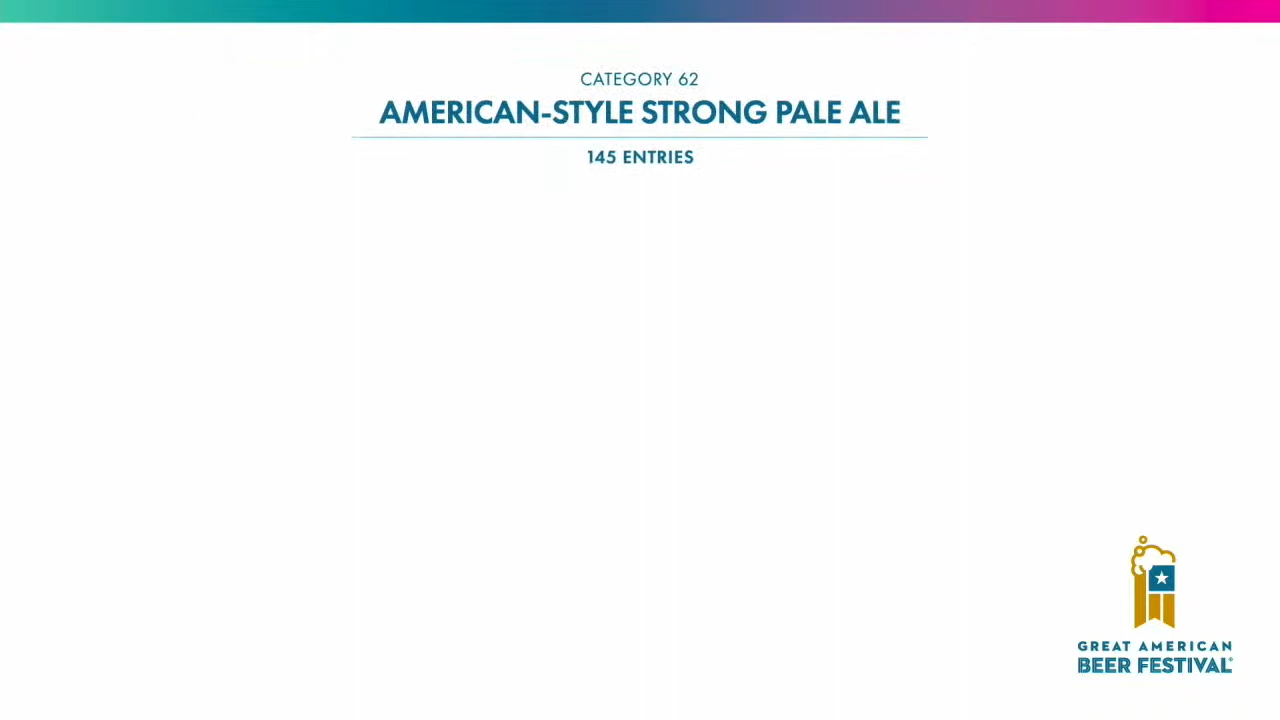 CATEGORY 62
AMERICAN-STYLE STRONG PALE ALE
145 ENTRIES
GREAT AMERICAN
BEER FESTIVAL®